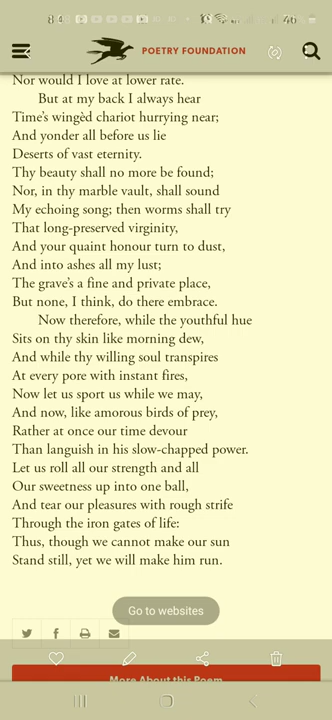 POETRY FOUNDATION
Nor would I love at lower rate.
But at my back I always hear
Time's wingèd chariot hurrying near;
And yonder all before us lie
Deserts of vast eternity.
Thy beauty shall no more be found;
Nor, in thy marble vault, shall sound
My echoing song; then worms shall try
That long-preserved virginity,
And your quaint honour turn to dust,
And into ashes all my lust;
The grave's a fine and private place,
But none, I think, do there embrace.
Now therefore, while the youthful hue
Sits on thy skin like morning dew,
And while thy willing soul transpires
At every pore with instant fires,
Now let us sport us while we may,
And now, like amorous birds of prey,
Rather at once our time devour
Than languish in his slow-chapped power.
Let us roll all our strength and all
Our sweetness up into one ball,
And tear our pleasures with rough strife
Through the iron gates of life:
Thus, though we cannot make our sun
Stand still, yet we will make him run.
Go to websites
More About this Poem